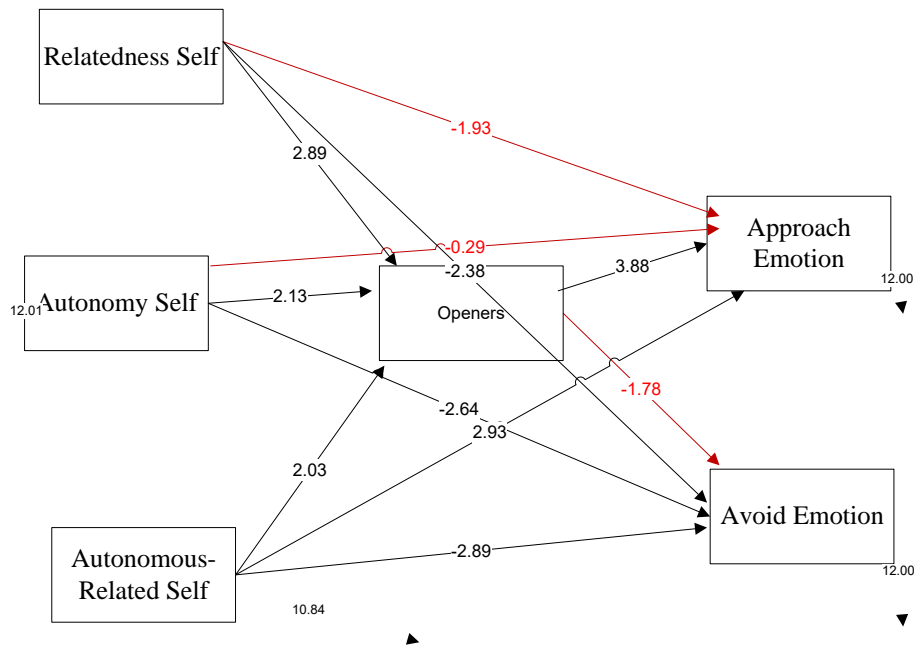 Relatedness Self
-1.93
2.89
Approach
Emotion
-0.29
-2.38
3.88
12.00
12.01
Autonomy Self
2.13
Openers
-1.78
-2.64
2.93
2.03
Avoid Emotion
-2.89
12.00
Autonomous-
Related Self
10.84